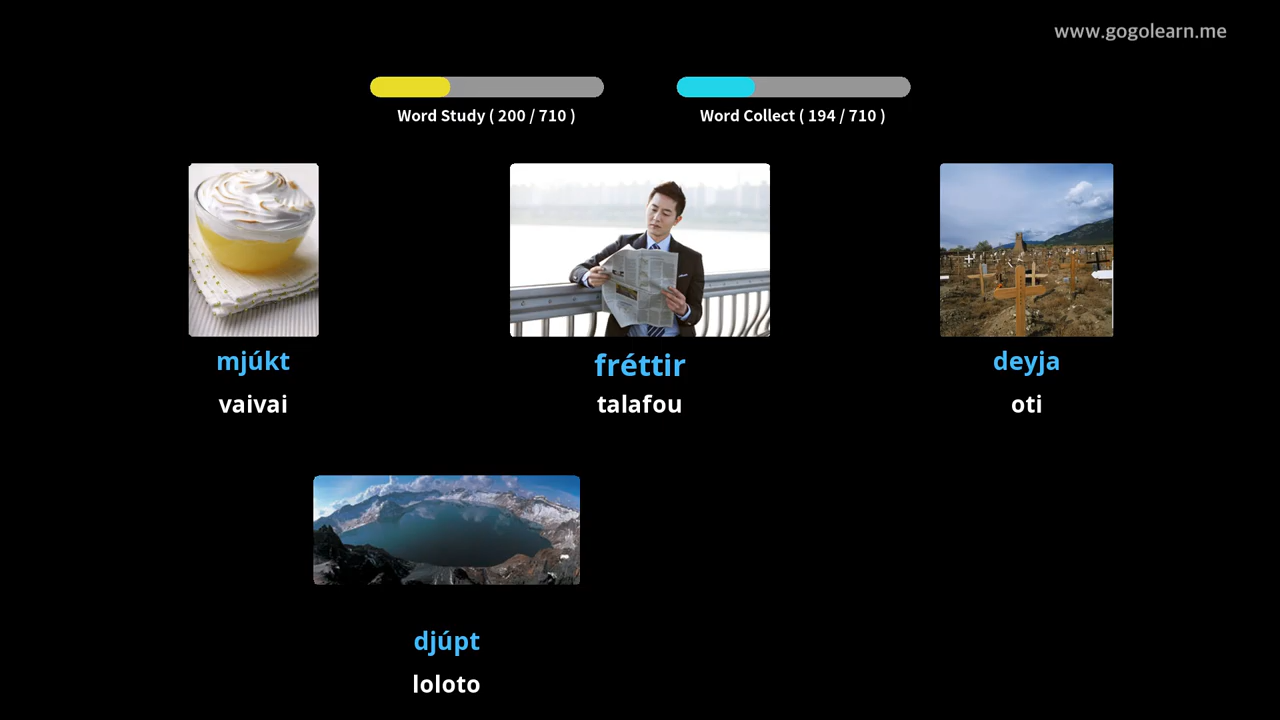 www.gogolearn.me
Word Study ( 200 / 710 )
Word Collect ( 194 / 710 )
mjúkt
vaivai
fréttir
talafou
deyja
oti
djúpt
loloto